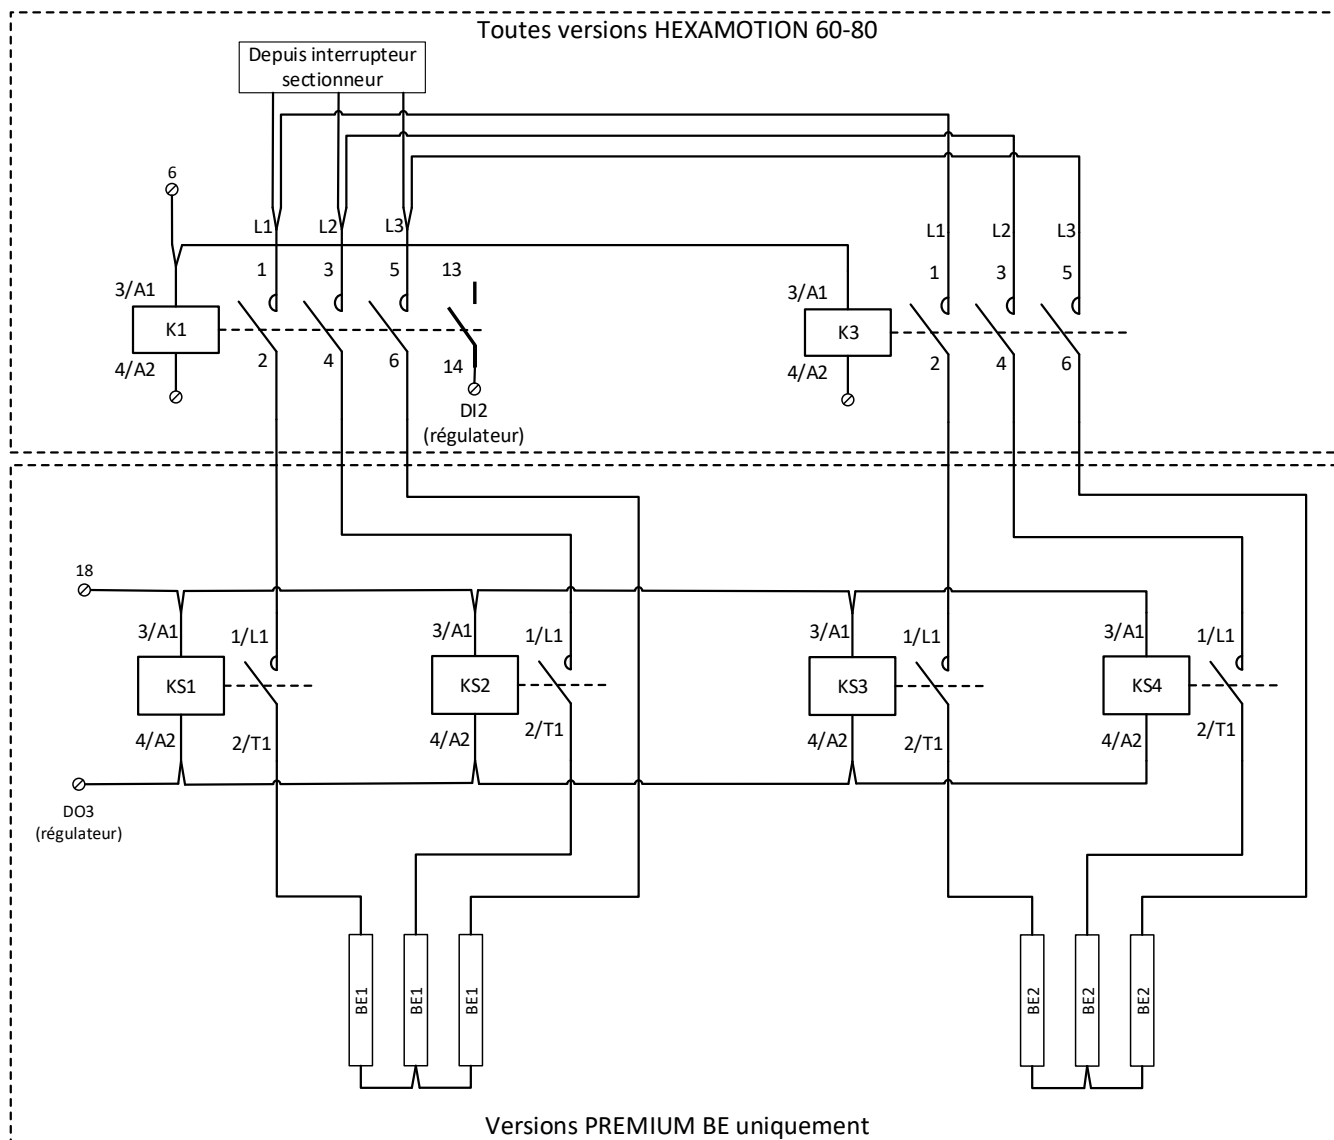 Toutes versions HEXAMOTION 60-80
Depuis interrupteur
sectionneur
6
L1 L2 L3
L1 L2 L3
1 3 5 13
1 3 5
3/A1
3/A1
K1
K3
2 4 6 14
2 4 6
4/A2
4/A2
DI2
(régulateur)
18
3/A1 1/L1 3/A1 1/L1 3/A1 1/L1 3/A1 1/L1
KS1 KS2 KS3 KS4
4/A2 2/T1 4/A2 2/T1 4/A2 2/T1 4/A2 2/T1
DO3
(régulateur)
BE1 BE1 BE1 BE2 BE2 BE2
Versions PREMIUM BE uniquement